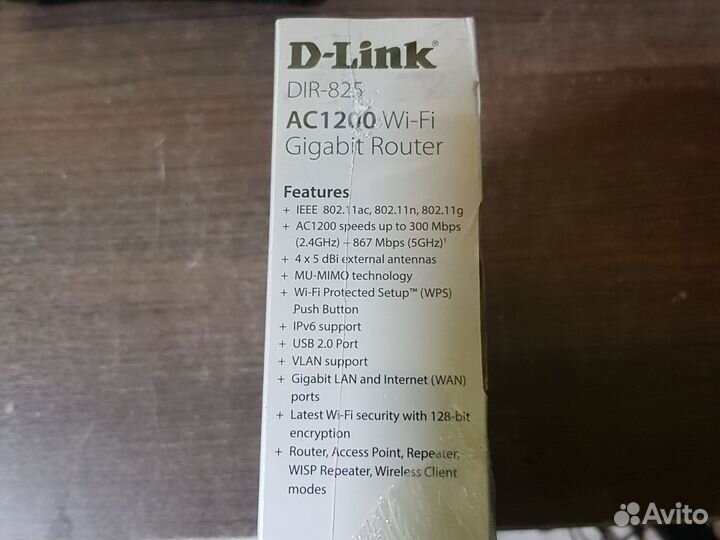 D-Link®
DIR-825
AC1200 Wi-Fi
Gigabit Router
Features
+ IEEE 802.11ac, 802.11n, 802.11g
+ AC1200 speeds up to 300 Mbps
(2.4GHz) + 867 Mbps (5GHz)¹
+ 4 x 5 dBi external antennas
+ MU-MIMO technology
+ Wi-Fi Protected Setup™ (WPS)
Push Button
+ IPv6 support
+ USB 2.0 Port
+ VLAN support
+ Gigabit LAN and Internet (WAN)
ports
+ Latest Wi-Fi security with 128-bit
encryption
+ Router, Access Point, Repeater,
WISP Repeater, Wireless Client
modes
Avito